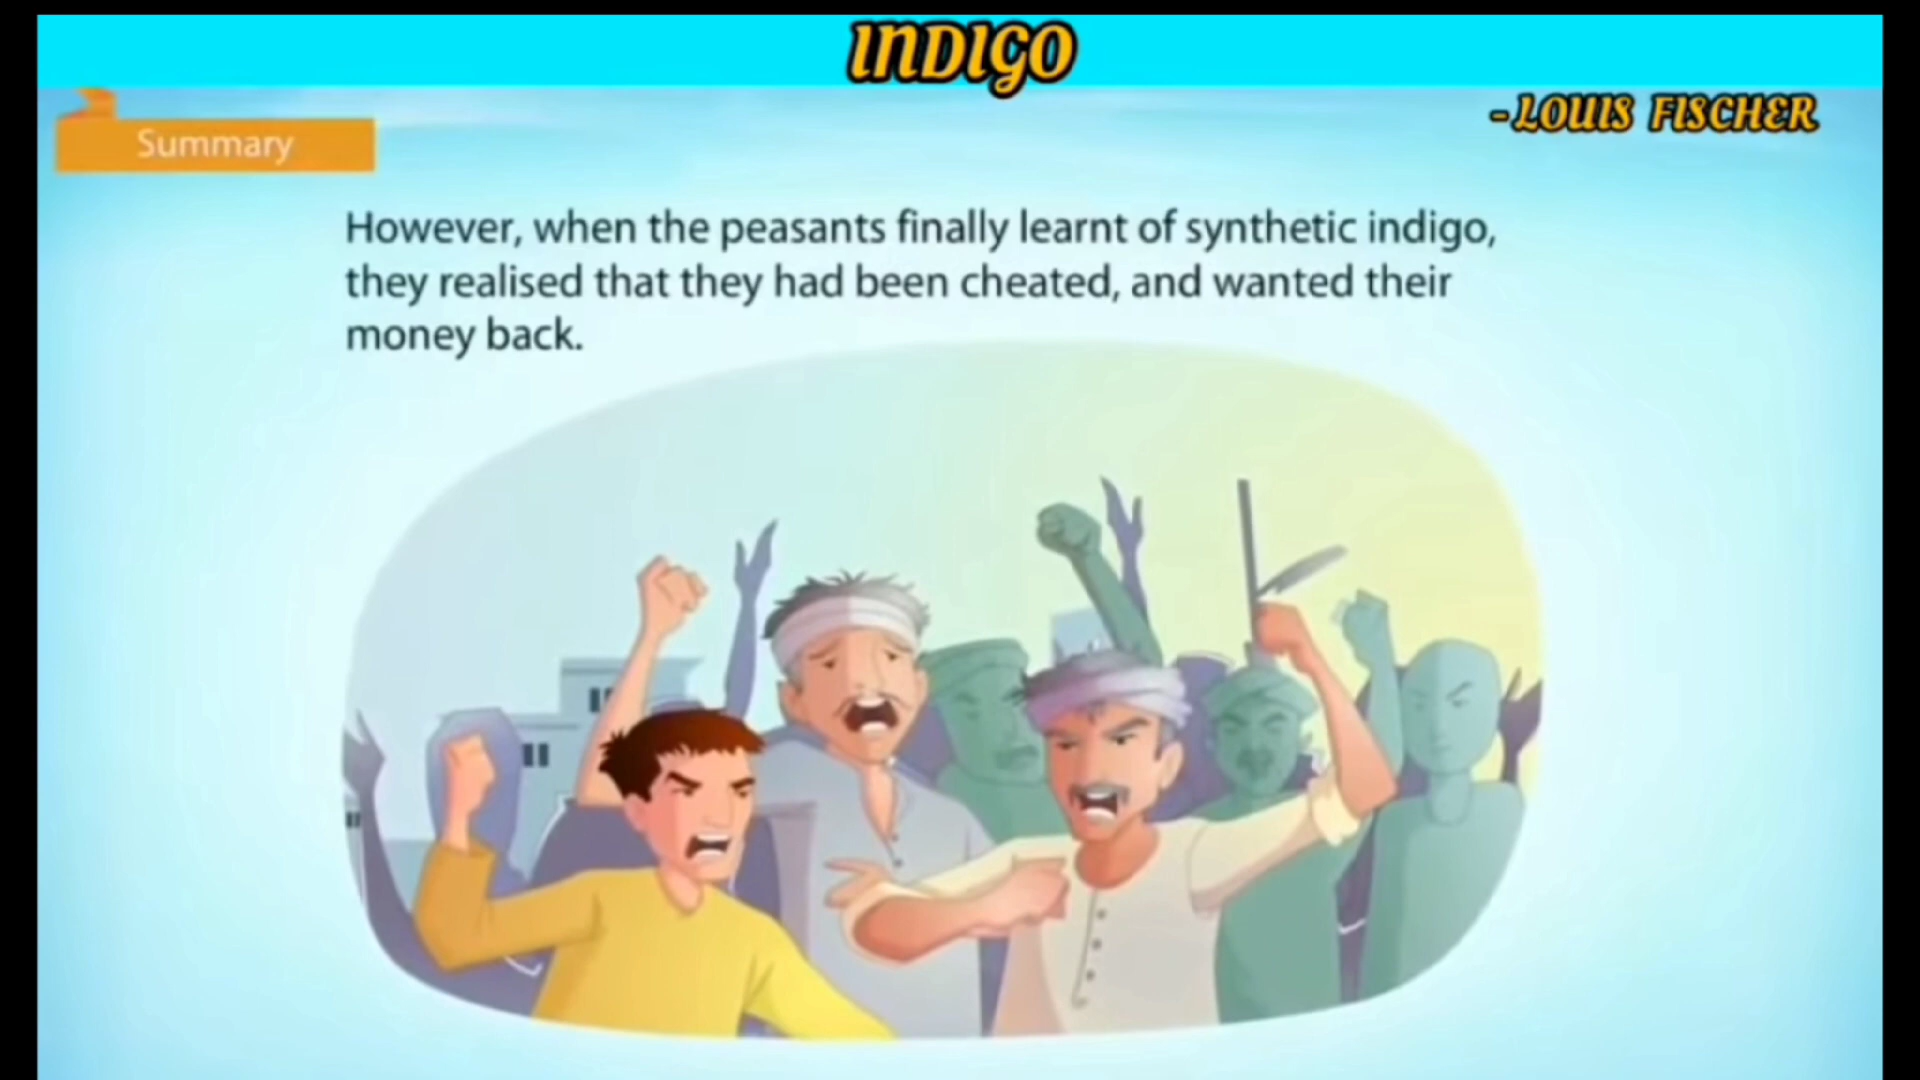 INDIGO
- LOUIS FISCHER
Summary
However, when the peasants finally learnt of synthetic indigo,
they realised that they had been cheated, and wanted their
money back.